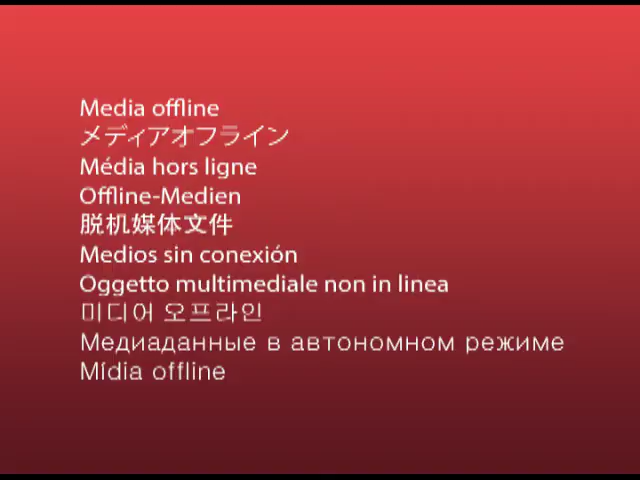 Media offline
メディアオフライン
Média hors ligne
Offline-Medien
脱机媒体文件
Medios sin conexión
Oggetto multimediale non in linea
미디어 오프라인
Медиаданные в автономном режиме
Mídia offline